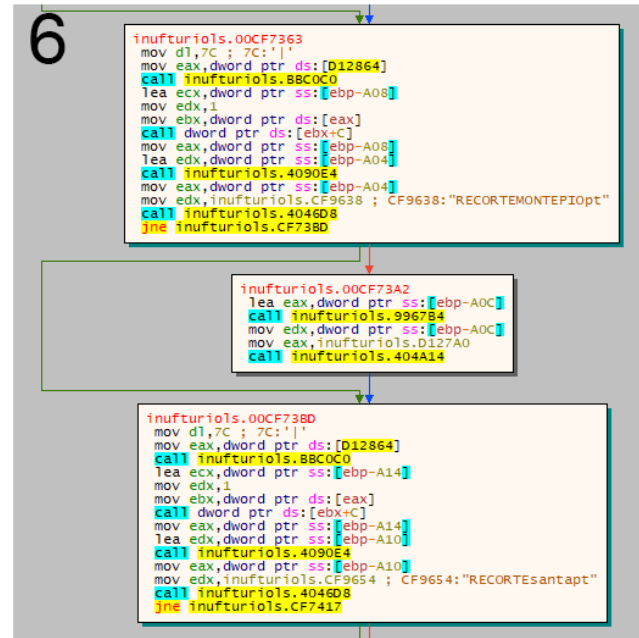 6
inufturiols.00CF7363
mov dl,7C ; 7C:'|'
mov eax,dword ptr ds:[D12864]
call inufturiols.BBC0C0
lea ecx,dword ptr ss:[ebp-A08]
mov edx,1
mov ebx,dword ptr ds:[eax]
call dword ptr ds:[ebx+C]
mov eax,dword ptr ss:[ebp-A08]
lea edx,dword ptr ss:[ebp-A04]
call inufturiols.4090E4
mov eax,dword ptr ss:[ebp-A04]
mov edx,inufturiols.CF9638 ; CF9638:"RECORTEMONTEPIOpt"
call inufturiols.4046D8
jne inufturiols.CF73BD
inufturiols.00CF73A2
lea eax,dword ptr ss:[ebp-A0C]
call inufturiols.9967B4
mov edx,dword ptr ss:[ebp-A0C]
mov eax,inufturiols.D127A0
call inufturiols.404A14
inufturiols.00CF73BD
mov dl,7C ; 7C:'|'
mov eax,dword ptr ds:[D12864]
call inufturiols.BBC0C0
lea ecx,dword ptr ss:[ebp-A14]
mov edx,1
mov ebx,dword ptr ds:[eax]
call dword ptr ds:[ebx+C]
mov eax,dword ptr ss:[ebp-A14]
lea edx,dword ptr ss:[ebp-A10]
call inufturiols.4090E4
mov eax,dword ptr ss:[ebp-A10]
mov edx,inufturiols.CF9654 ; CF9654:"RECORTEsantapt"
call inufturiols.4046D8
jne inufturiols.CF7417